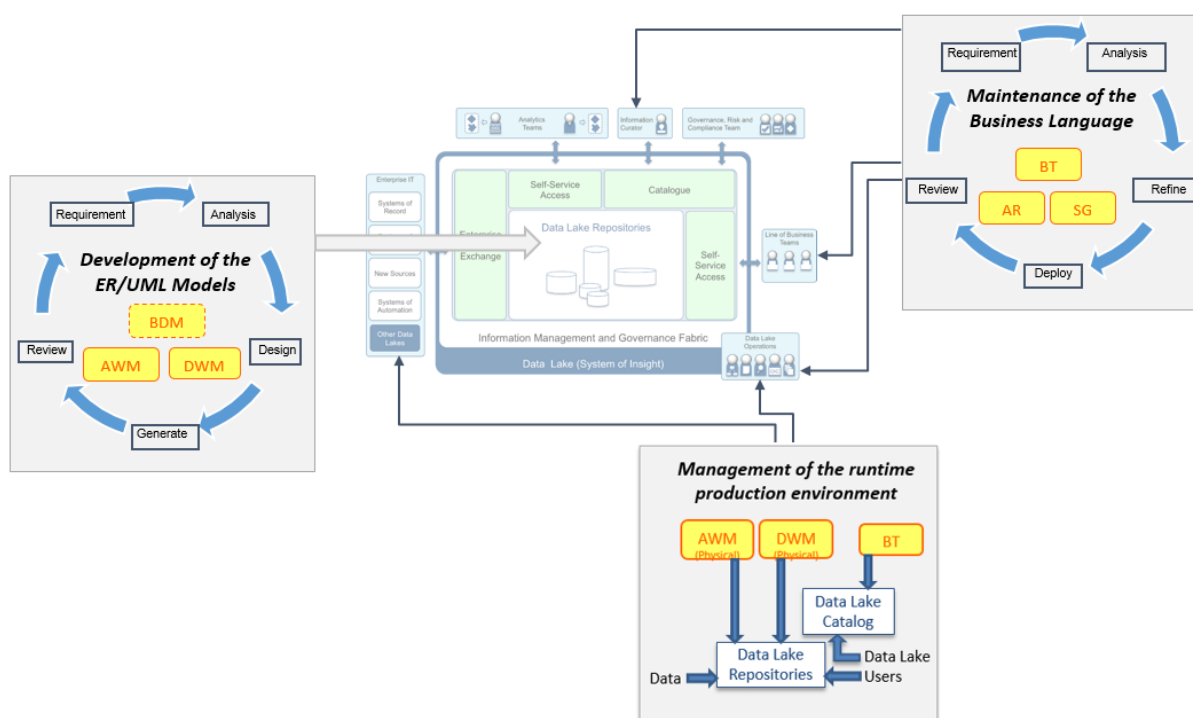 Requirement
Analysis
Maintenance of the
Business Language
BT
AR
SG
Review
Refine
Deploy
Analytics
Teams
Information
Curator
Governance, Risk and
Compliance Team
Enterprise IT
Systems of
Record
New Sources
Systems of
Automation
Other Data
Lakes
Exchange
Self-Service
Access
Catalogue
Data Lake Repositories
Self-
Service
Access
Line of Business
Teams
Information Management and Governance Fabric
Data Lake (System of Insight)
Data Lake
Operations
Requirement
Analysis
Development of the
ER/UML Models
BDM
AWM
DWM
Review
Design
Generate
Management of the runtime
production environment
AWM
(Physical)
DWM
(Physical)
BT
Data Lake
Catalog
Data Lake
Repositories
Data
Data Lake
Users